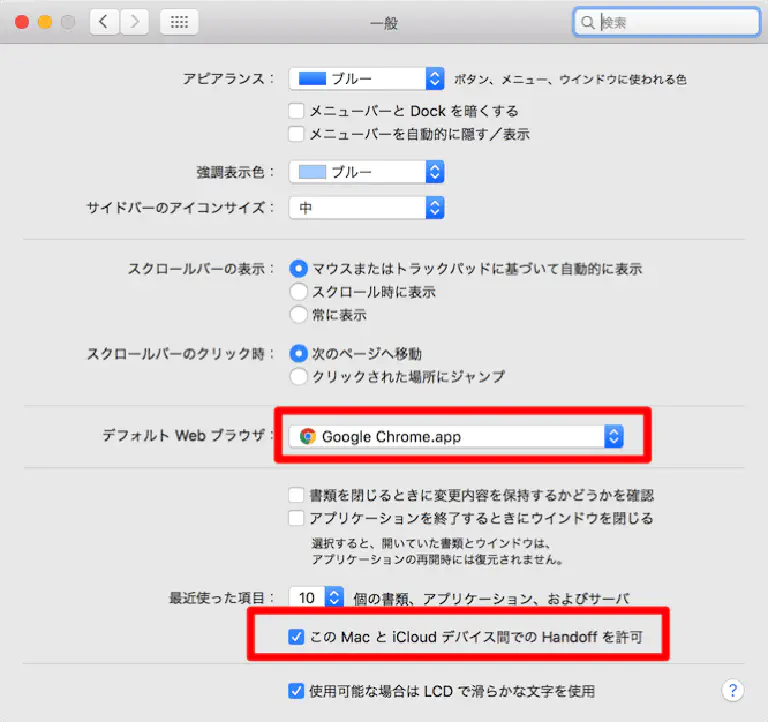 一般
検索
アピアランス：
ブルー
ボタン、メニュー、ウインドウに使われる色
メニューバーと Dock を暗くする
メニューバーを自動的に隠す／表示
強調表示色：
ブルー
サイドバーのアイコンサイズ：
中
スクロールバーの表示：
マウスまたはトラックパッドに基づいて自動的に表示
スクロール時に表示
常に表示
スクロールバーのクリック時：
次のページへ移動
クリックされた場所にジャンプ
デフォルト Web ブラウザ：
Google Chrome.app
書類を閉じるときに変更内容を保持するかどうかを確認
アプリケーションを終了するときにウインドウを閉じる
選択すると、開いていた書類とウインドウは、
アプリケーションの再開時には復元されません。
最近使った項目：
10
個の書類、アプリケーション、およびサーバ
この Mac と iCloud デバイス間での Handoff を許可
使用可能な場合は LCD で滑らかな文字を使用
?